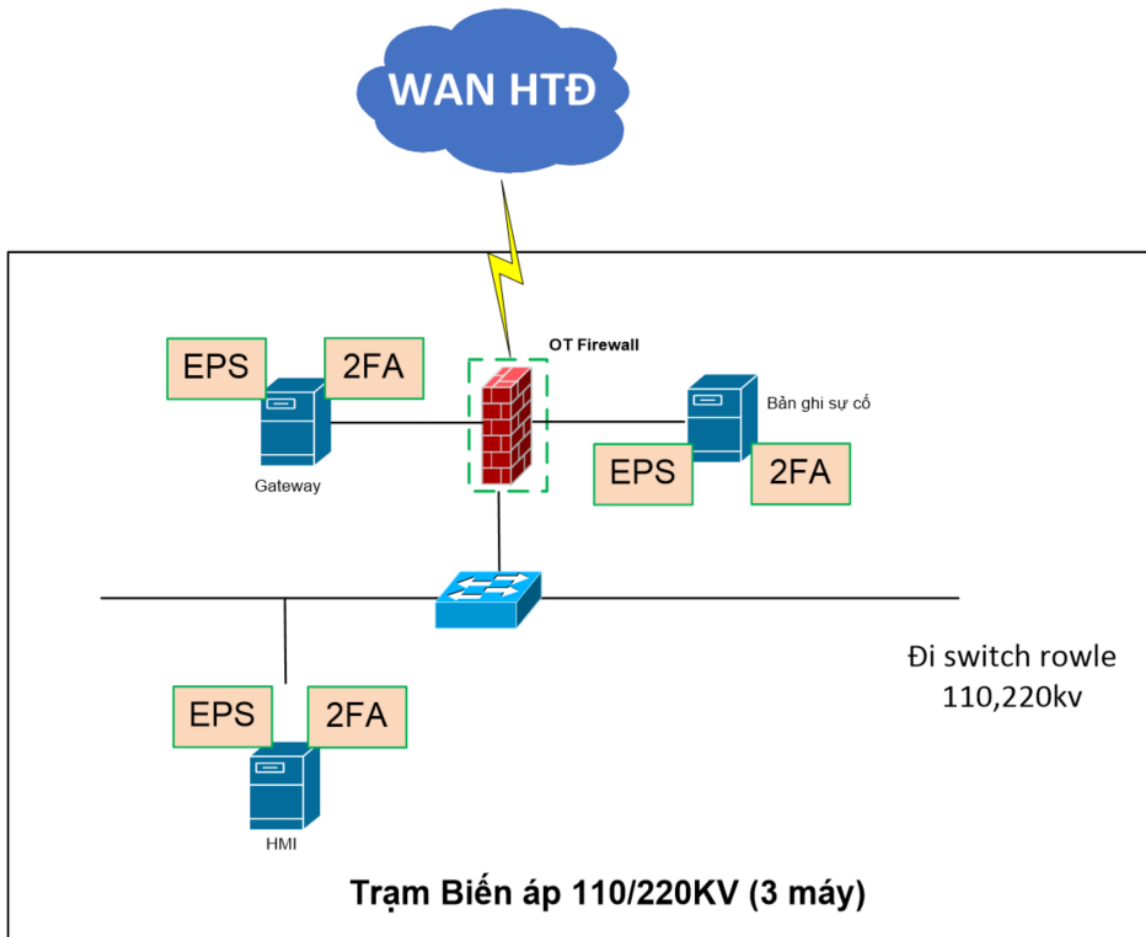 WAN HTĐ
OT Firewall
EPS
2FA
Gateway
Bản ghi sự cố
EPS
2FA
Đi switch rowle
110,220kv
EPS
2FA
HMI
Trạm Biến áp 110/220KV (3 máy)